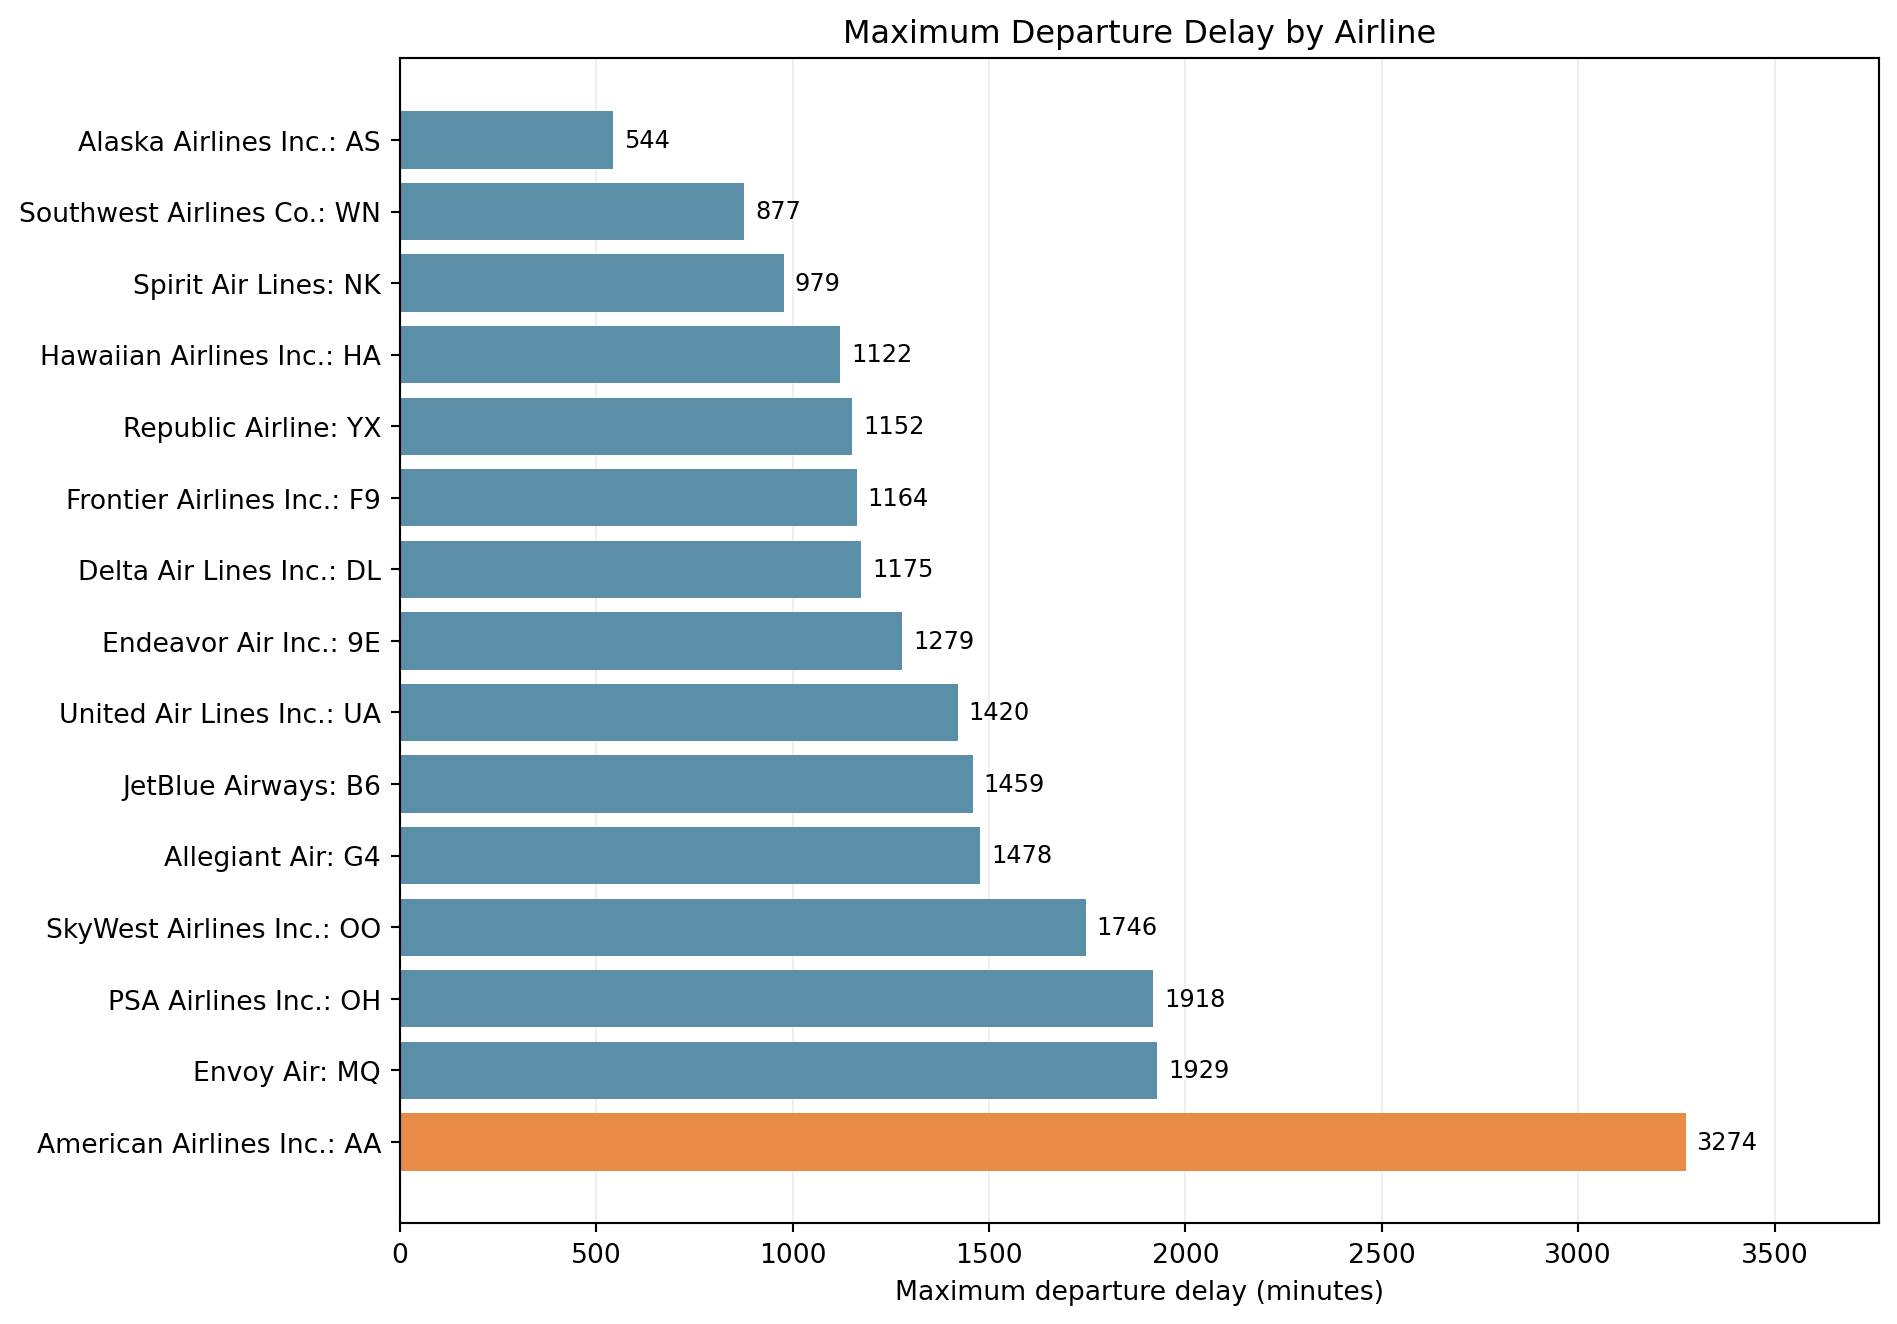 Maximum Departure Delay by Airline
Alaska Airlines Inc.: AS 544
Southwest Airlines Co.: WN 877
Spirit Air Lines: NK 979
Hawaiian Airlines Inc.: HA 1122
Republic Airline: YX 1152
Frontier Airlines Inc.: F9 1164
Delta Air Lines Inc.: DL 1175
Endeavor Air Inc.: 9E 1279
United Air Lines Inc.: UA 1420
JetBlue Airways: B6 1459
Allegiant Air: G4 1478
SkyWest Airlines Inc.: OO 1746
PSA Airlines Inc.: OH 1918
Envoy Air: MQ 1929
American Airlines Inc.: AA 3274
0 500 1000 1500 2000 2500 3000 3500
Maximum departure delay (minutes)